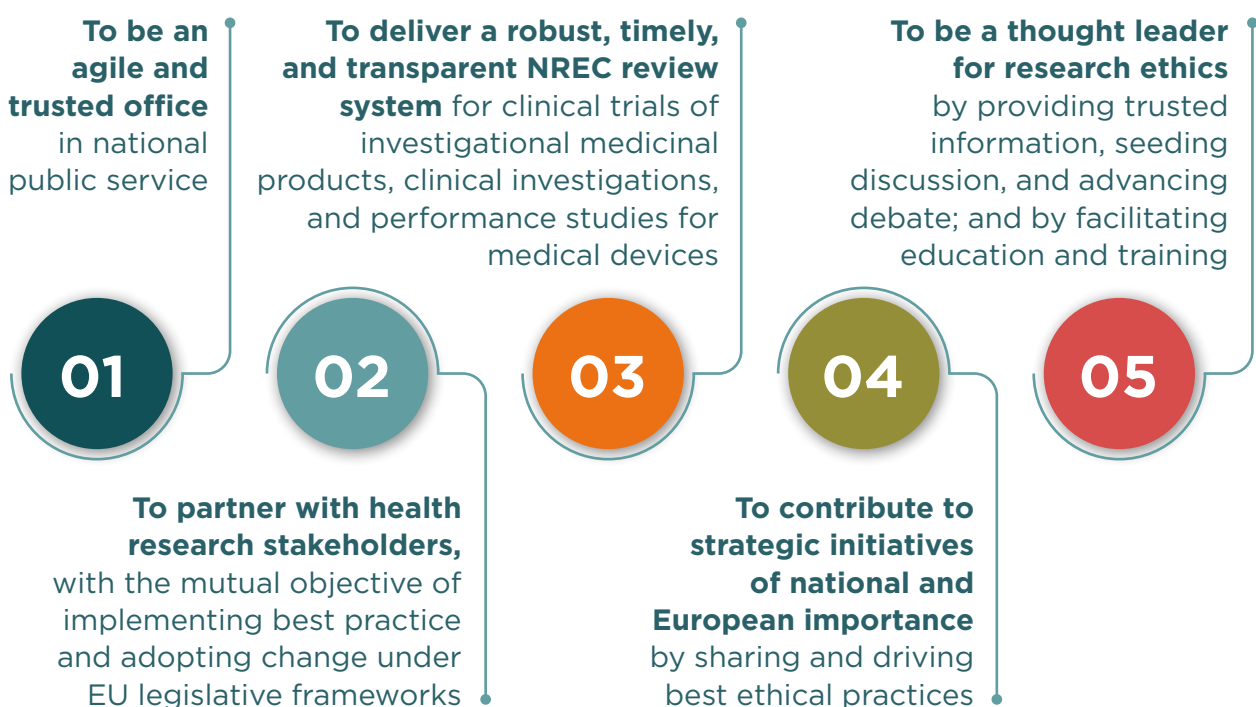 To be an
agile and
trusted office
in national
public service
01
To partner with health
research stakeholders,
with the mutual objective of
implementing best practice
and adopting change under
EU legislative frameworks
02
To deliver a robust, timely,
and transparent NREC review
system for clinical trials of
investigational medicinal
products, clinical investigations,
and performance studies for
medical devices
03
To contribute to
strategic initiatives
of national and
European importance
by sharing and driving
best ethical practices
04
To be a thought leader
for research ethics
by providing trusted
information, seeding
discussion, and advancing
debate; and by facilitating
education and training
05